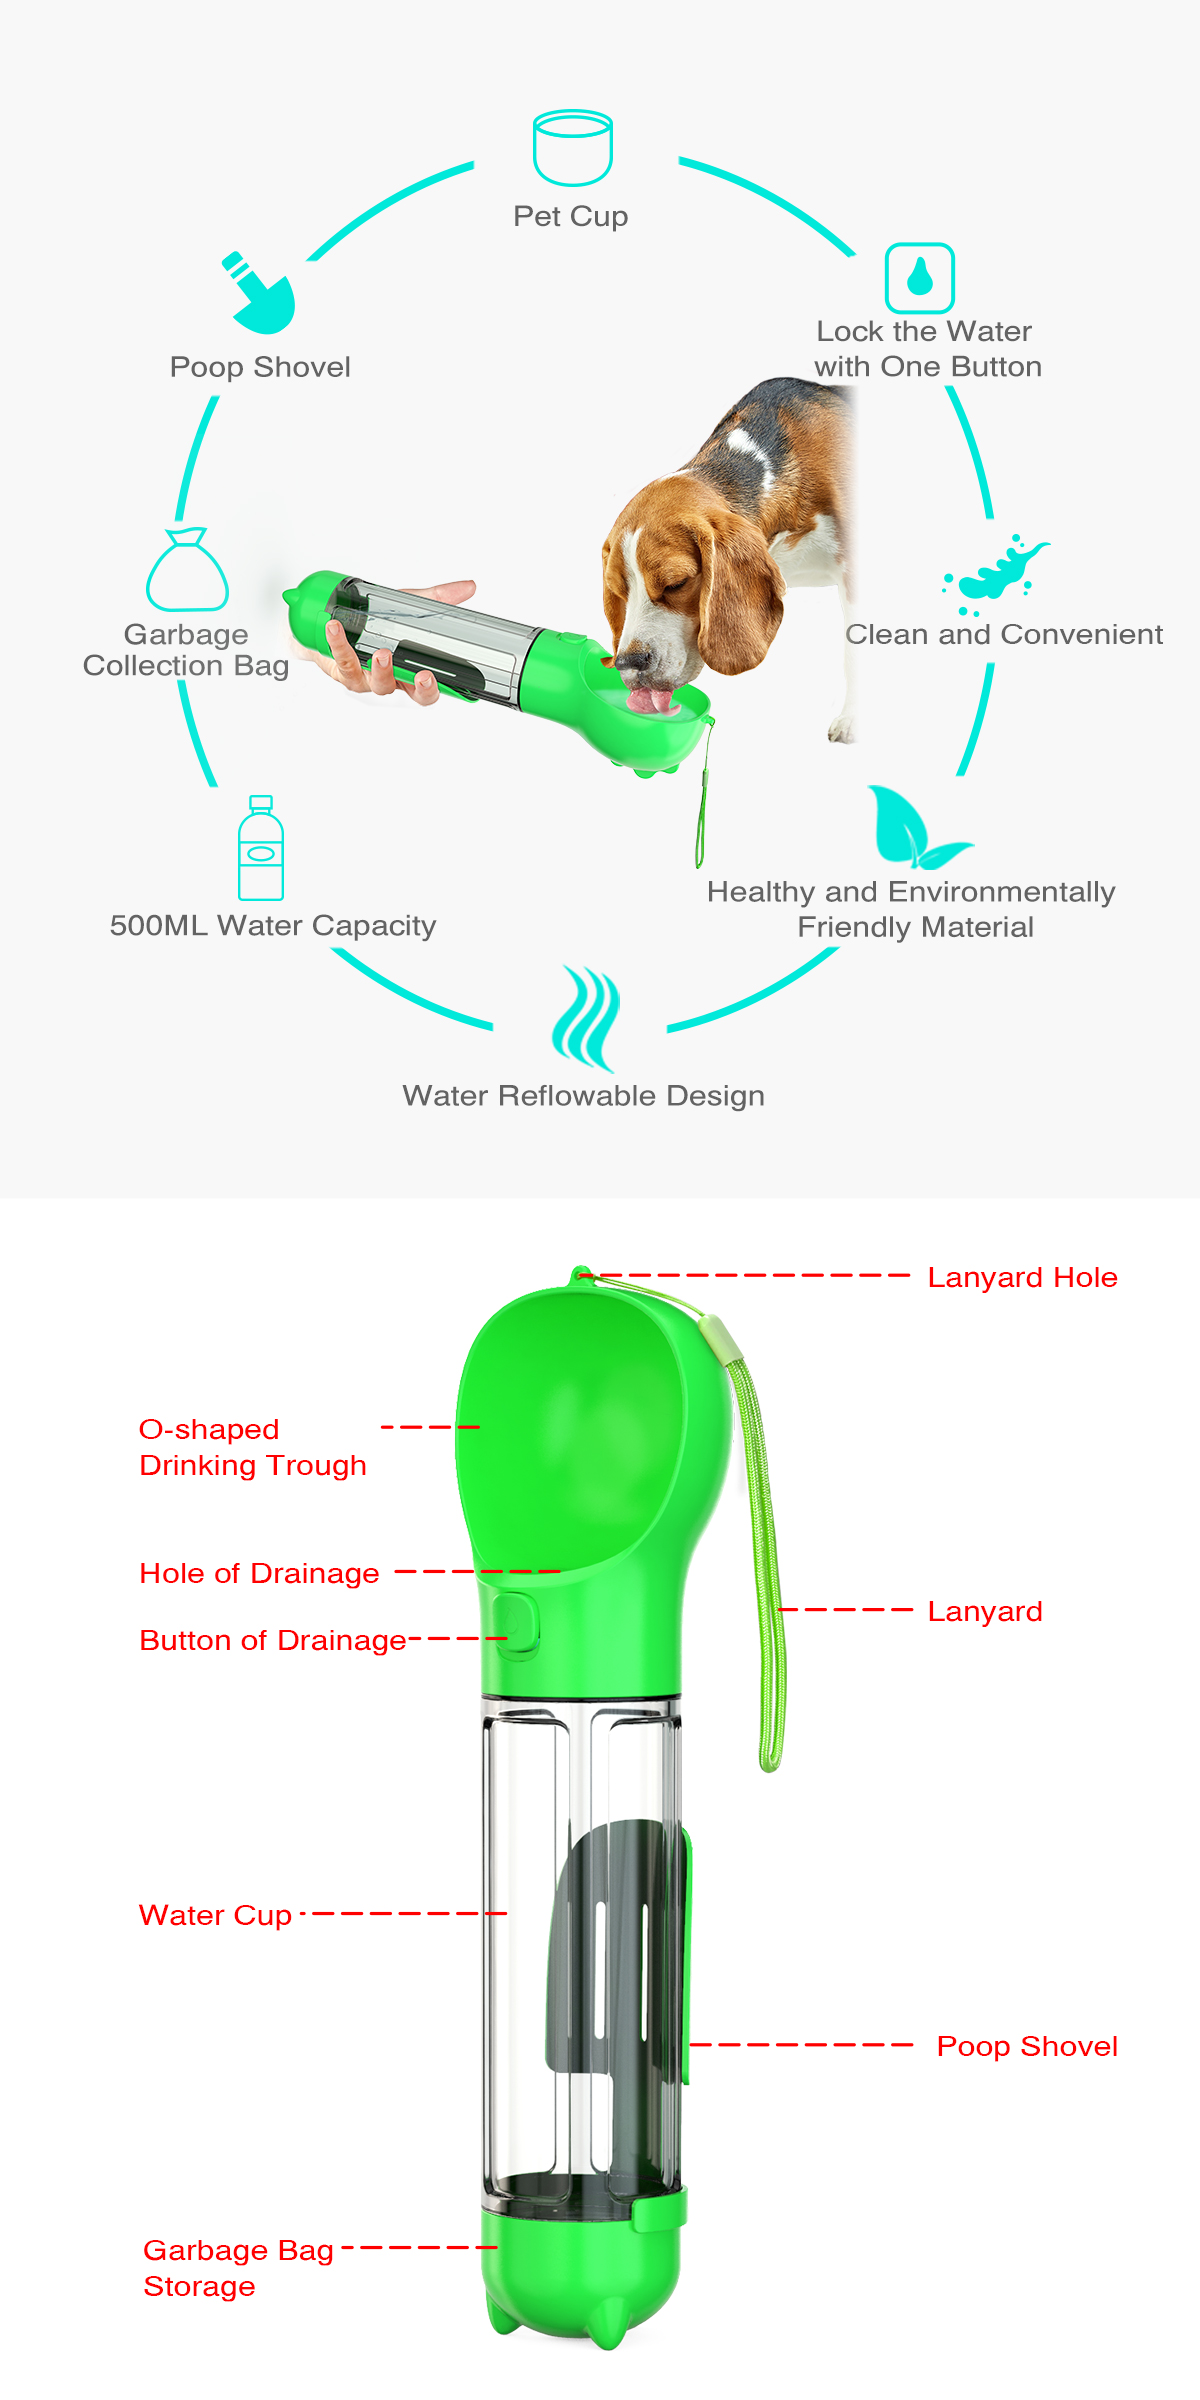 Pet Cup
Lock the Water
with One Button
Poop Shovel
Garbage
Collection Bag
Clean and Convenient
Healthy and Environmentally
Friendly Material
500ML Water Capacity
Water Reflowable Design
Lanyard Hole
O-shaped
Drinking Trough
Hole of Drainage
Button of Drainage
Lanyard
Water Cup
Poop Shovel
Garbage Bag
Storage